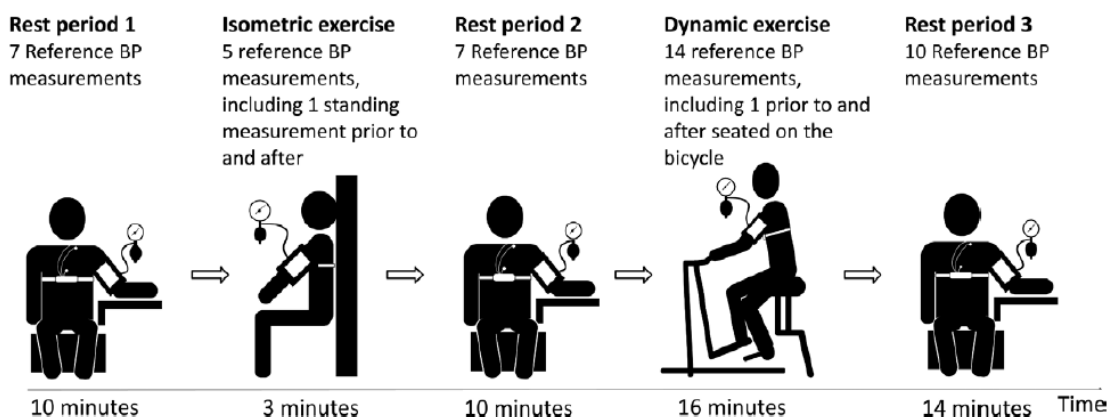 Rest period 1
7 Reference BP
measurements
Isometric exercise
5 reference BP
measurements,
including 1 standing
measurement prior to
and after
Rest period 2
7 Reference BP
measurements
Dynamic exercise
14 reference BP
measurements,
including 1 prior to and
after seated on the
bicycle
Rest period 3
10 Reference BP
measurements
10 minutes
3 minutes
10 minutes
16 minutes
14 minutes
Time